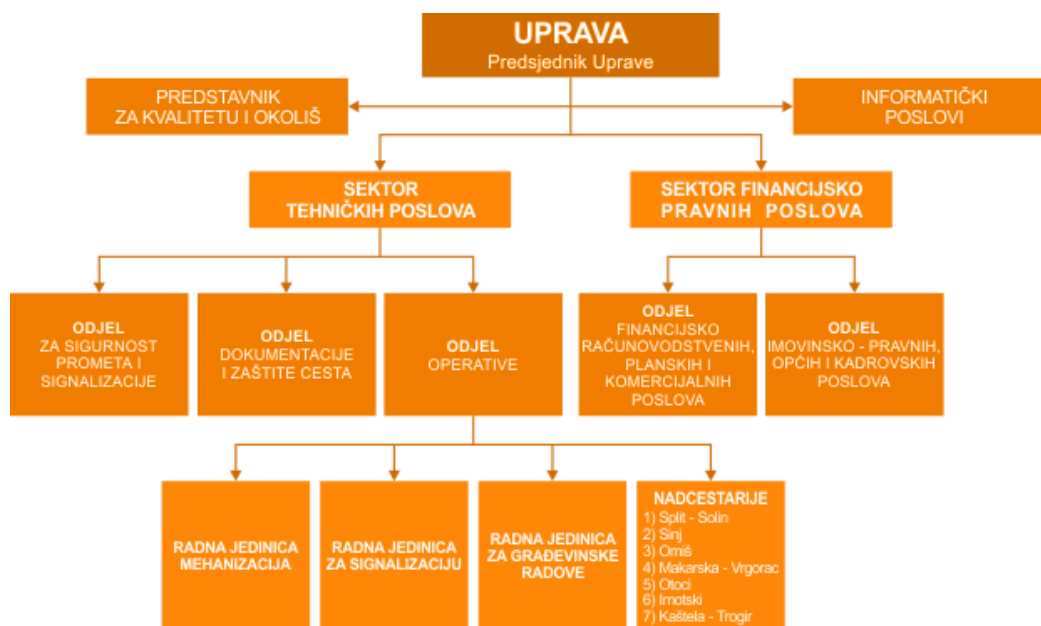 UPRAVA
Predsjednik Uprave
PREDSTAVNIK
ZA KVALITETU I OKOLIŠ
INFORMATIČKI
POSLOVI
SEKTOR
TEHNIČKIH POSLOVA
SEKTOR FINANCIJSKO
PRAVNIH POSLOVA
ODJEL
ZA SIGURNOST
PROMETA I
SIGNALIZACIJE
ODJEL
DOKUMENTACIJE
I ZAŠTITE CESTA
ODJEL
OPERATIVE
ODJEL
FINANCIJSKO
RAČUNOVODSTVENIH,
PLANSKIH I
KOMERCIJALNIH
POSLOVA
ODJEL
IMOVINSKO - PRAVNIH,
OPĆIH I KADROVSKIH
POSLOVA
RADNA JEDINICA
MEHANIZACIJA
RADNA JEDINICA
ZA SIGNALIZACIJU
RADNA JEDINICA
ZA GRAĐEVINSKE
RADOVE
NADCESTARIJE
1) Split - Solin
2) Sinj
3) Omiš
4) Makarska - Vrgorac
5) Otoci
6) Imotski
7) Kaštela - Trogir